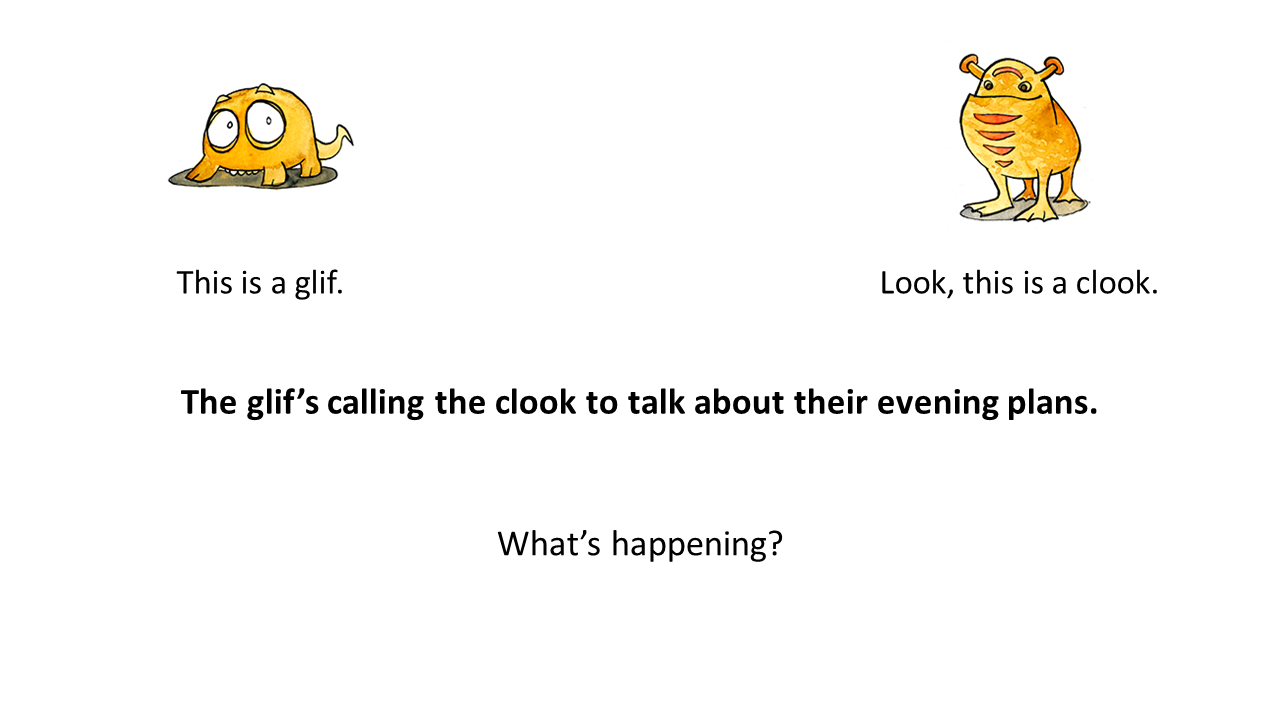 This is a glif.
Look, this is a clook.
The glif’s calling the clook to talk about their evening plans.
What’s happening?